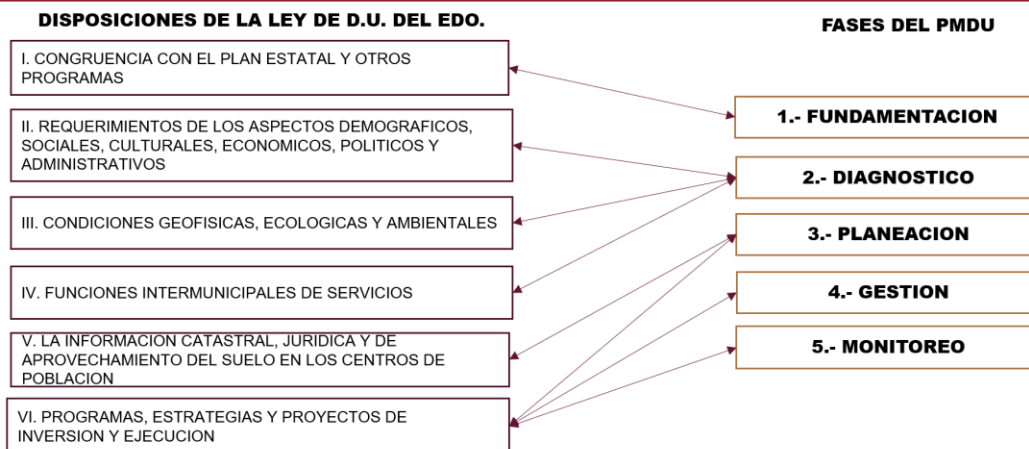 DISPOSICIONES DE LA LEY DE D.U. DEL EDO.
I. CONGRUENCIA CON EL PLAN ESTATAL Y OTROS
PROGRAMAS
II. REQUERIMIENTOS DE LOS ASPECTOS DEMOGRAFICOS,
SOCIALES, CULTURALES, ECONOMICOS, POLITICOS Y
ADMINISTRATIVOS
III. CONDICIONES GEOFISICAS, ECOLOGICAS Y AMBIENTALES
IV. FUNCIONES INTERMUNICIPALES DE SERVICIOS
V. LA INFORMACION CATASTRAL, JURIDICA Y DE
APROVECHAMIENTO DEL SUELO EN LOS CENTROS DE
POBLACION
VI. PROGRAMAS, ESTRATEGIAS Y PROYECTOS DE
INVERSION Y EJECUCION
FASES DEL PMDU
1.- FUNDAMENTACION
2.- DIAGNOSTICO
3.- PLANEACION
4.- GESTION
5.- MONITOREO